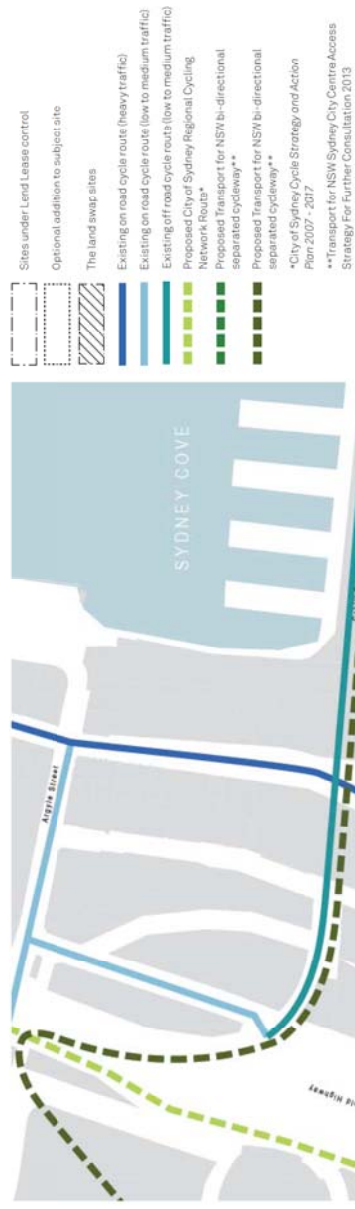 Sites under Lend Lease control
Optional addition to subject site
The land swap sites
Existing on road cycle route (heavy traffic)
Existing on road cycle route (low to medium traffic)
Existing off road cycle route (low to medium traffic)
Proposed City of Sydney Regional Cycling
Network Route*
Proposed Transport for NSW bi-directional
separated cycleway**
Proposed Transport for NSW bi-directional
separated cycleway**
*City of Sydney Cycle Strategy and Action
Plan 2007 - 2017
**Transport for NSW Sydney City Centre Access
Strategy For Further Consultation 2013
SYDNEY COVE
Argyle Street
Highway